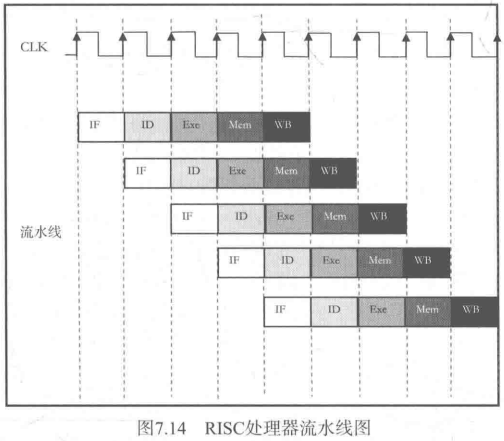 CLK
IF ID Exe Mem WB
IF ID Exe Mem WB
流水线
IF ID Exe Mem WB
IF ID Exe Mem WB
IF ID Exe Mem WB
图7.14 RISC处理器流水线图